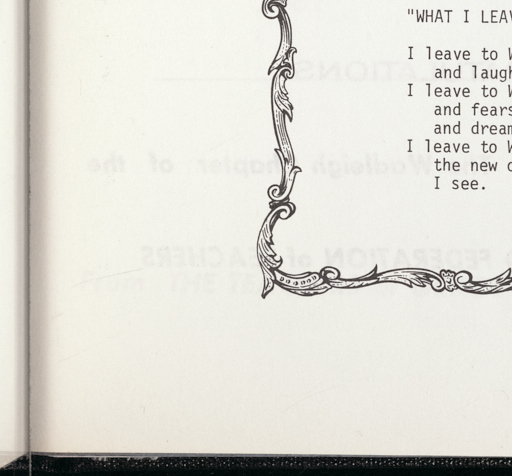 "WHAT I LEAV
I leave to W
and laugh
I leave to W
and fears
and dream
I leave to W
the new
I see.